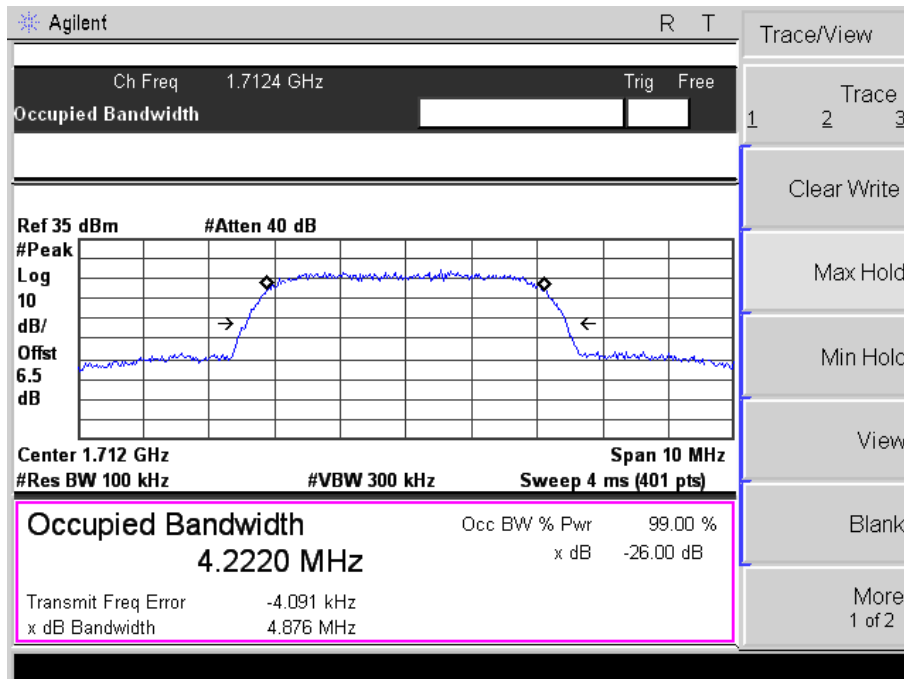 Agilent R T
Ch Freq 1.7124 GHz Trig Free
Occupied Bandwidth
Ref 35 dBm #Atten 40 dB
#Peak
Log
10
dB/
Offst
6.5
dB
Center 1.712 GHz Span 10 MHz
#Res BW 100 kHz #VBW 300 kHz Sweep 4 ms (401 pts)
Occupied Bandwidth Occ BW % Pwr 99.00 %
4.2220 MHz x dB -26.00 dB
Transmit Freq Error -4.091 kHz
x dB Bandwidth 4.876 MHz
Trace/View
Trace
1 2 3
Clear Write
Max Hold
Min Hold
View
Blank
More
1 of 2